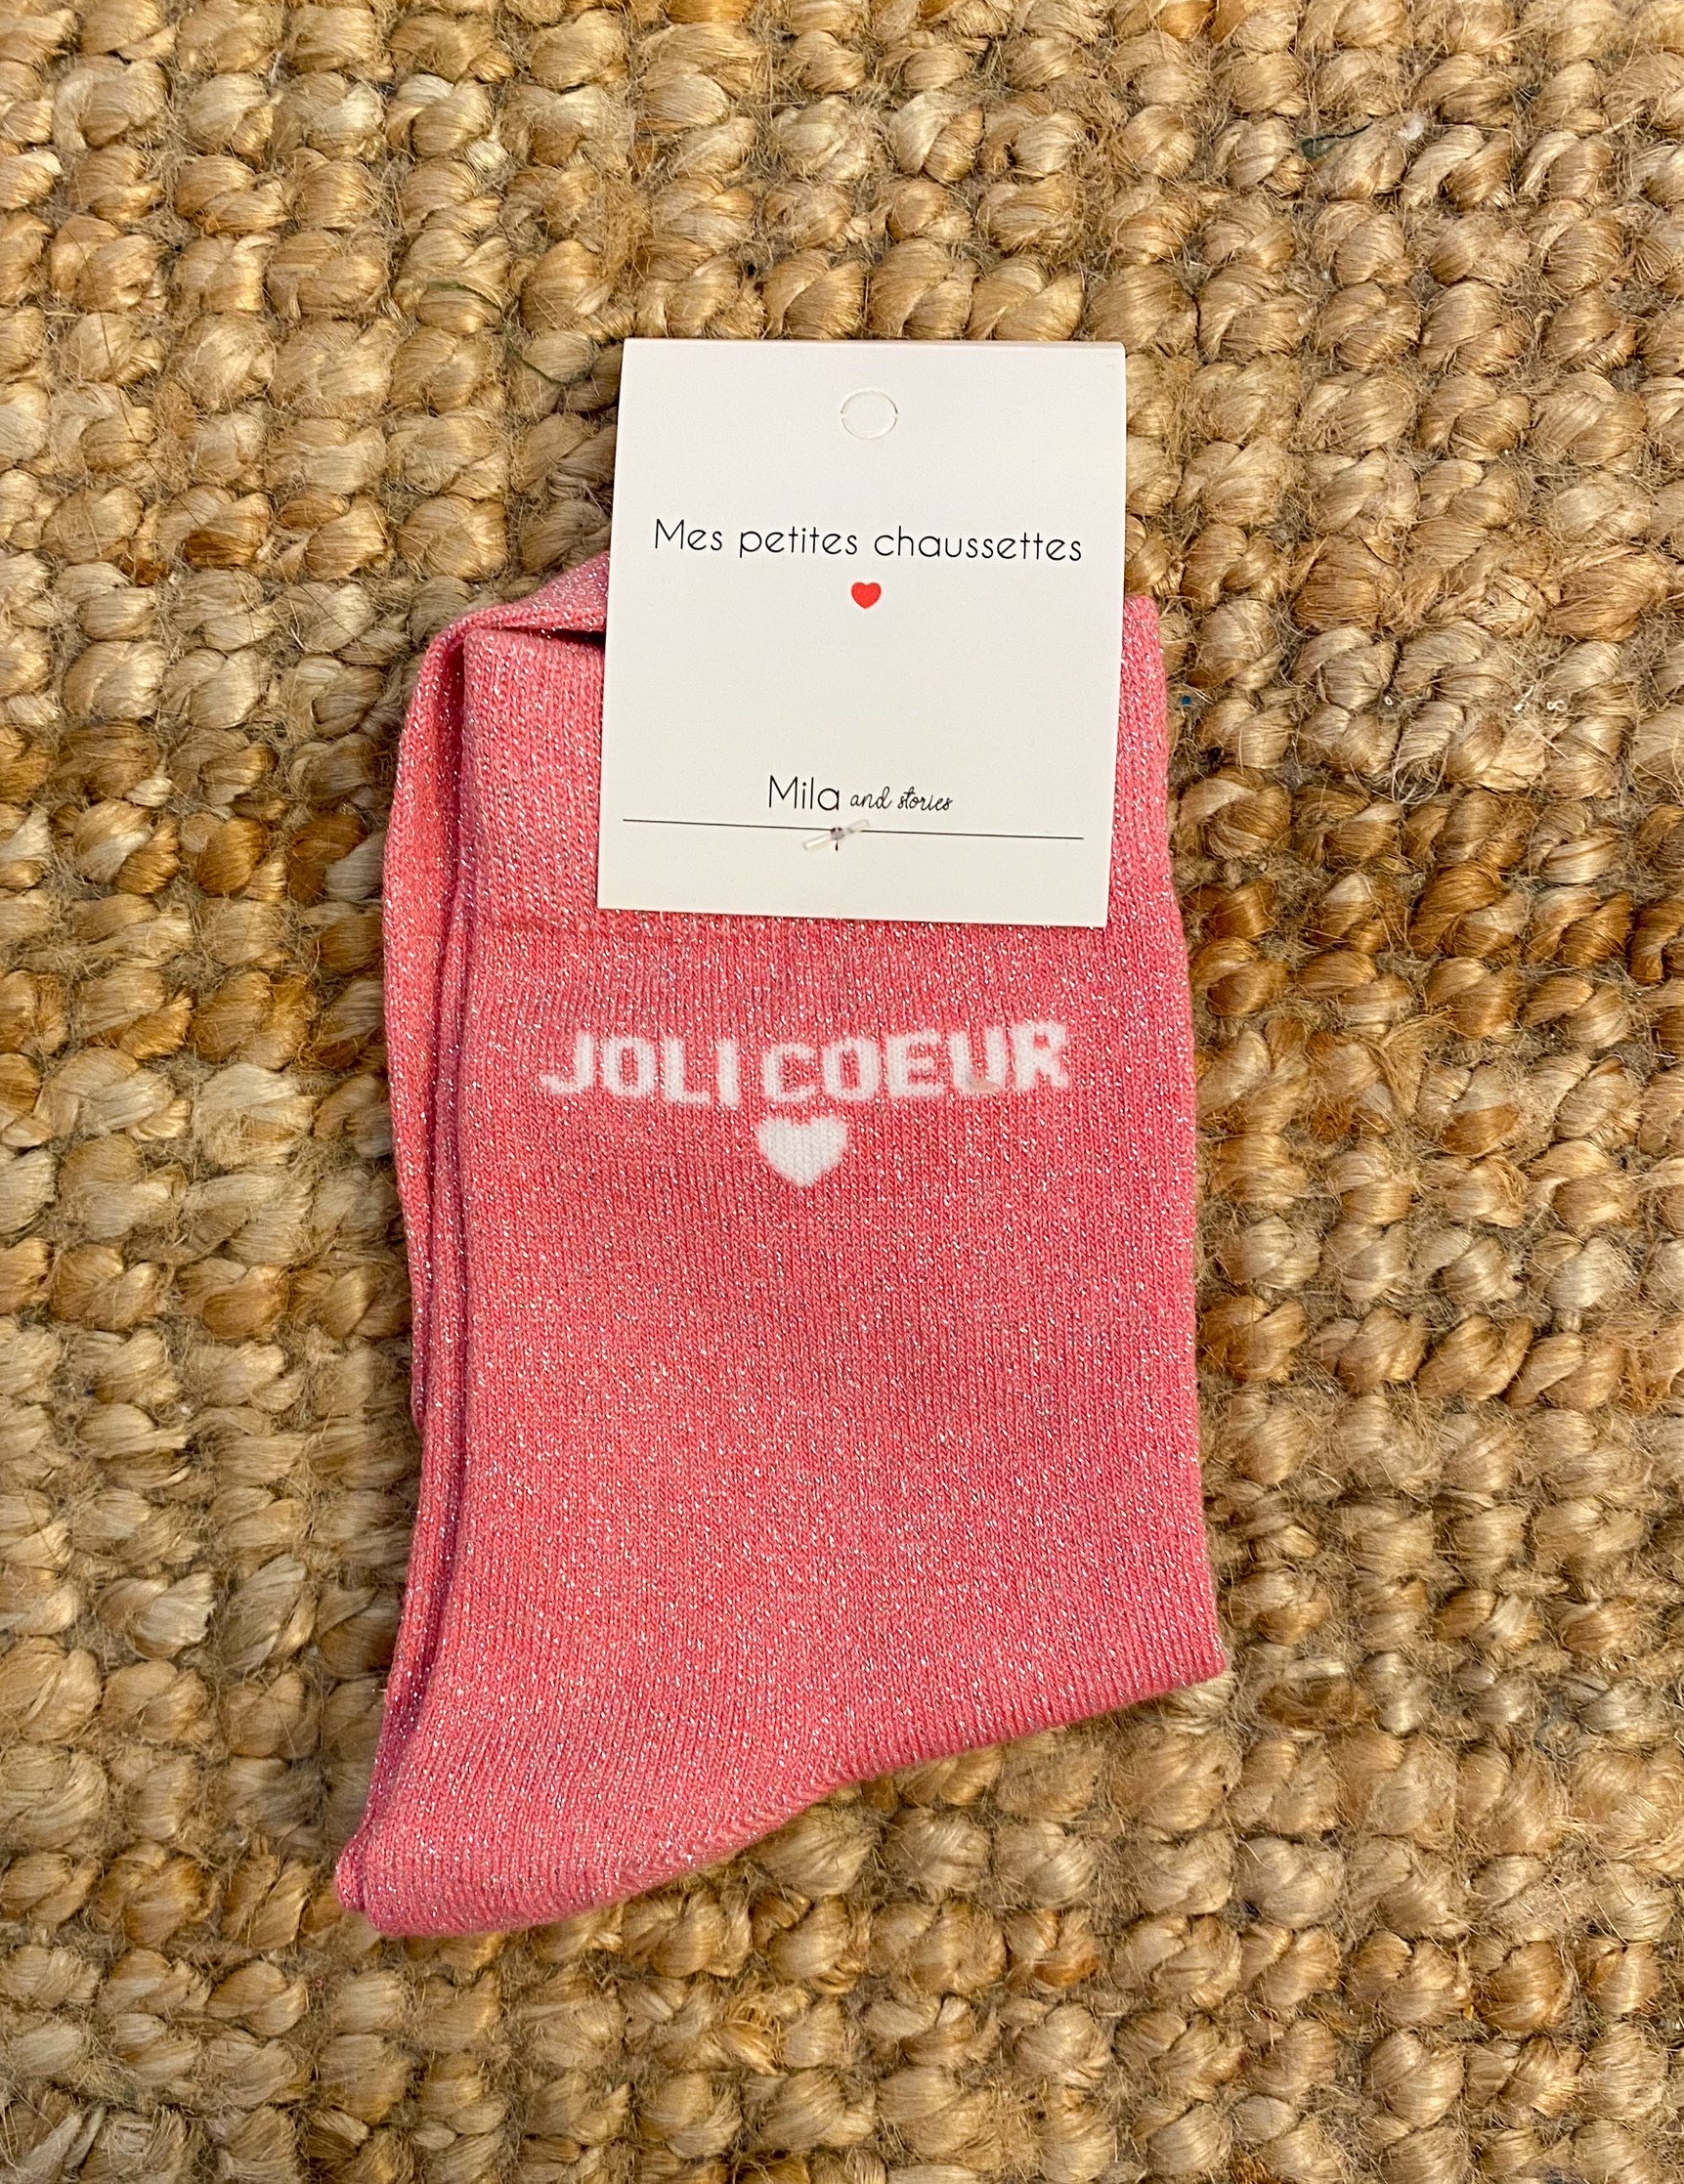 Mes petites chaussettes
Mila and stories
JOLI COEUR